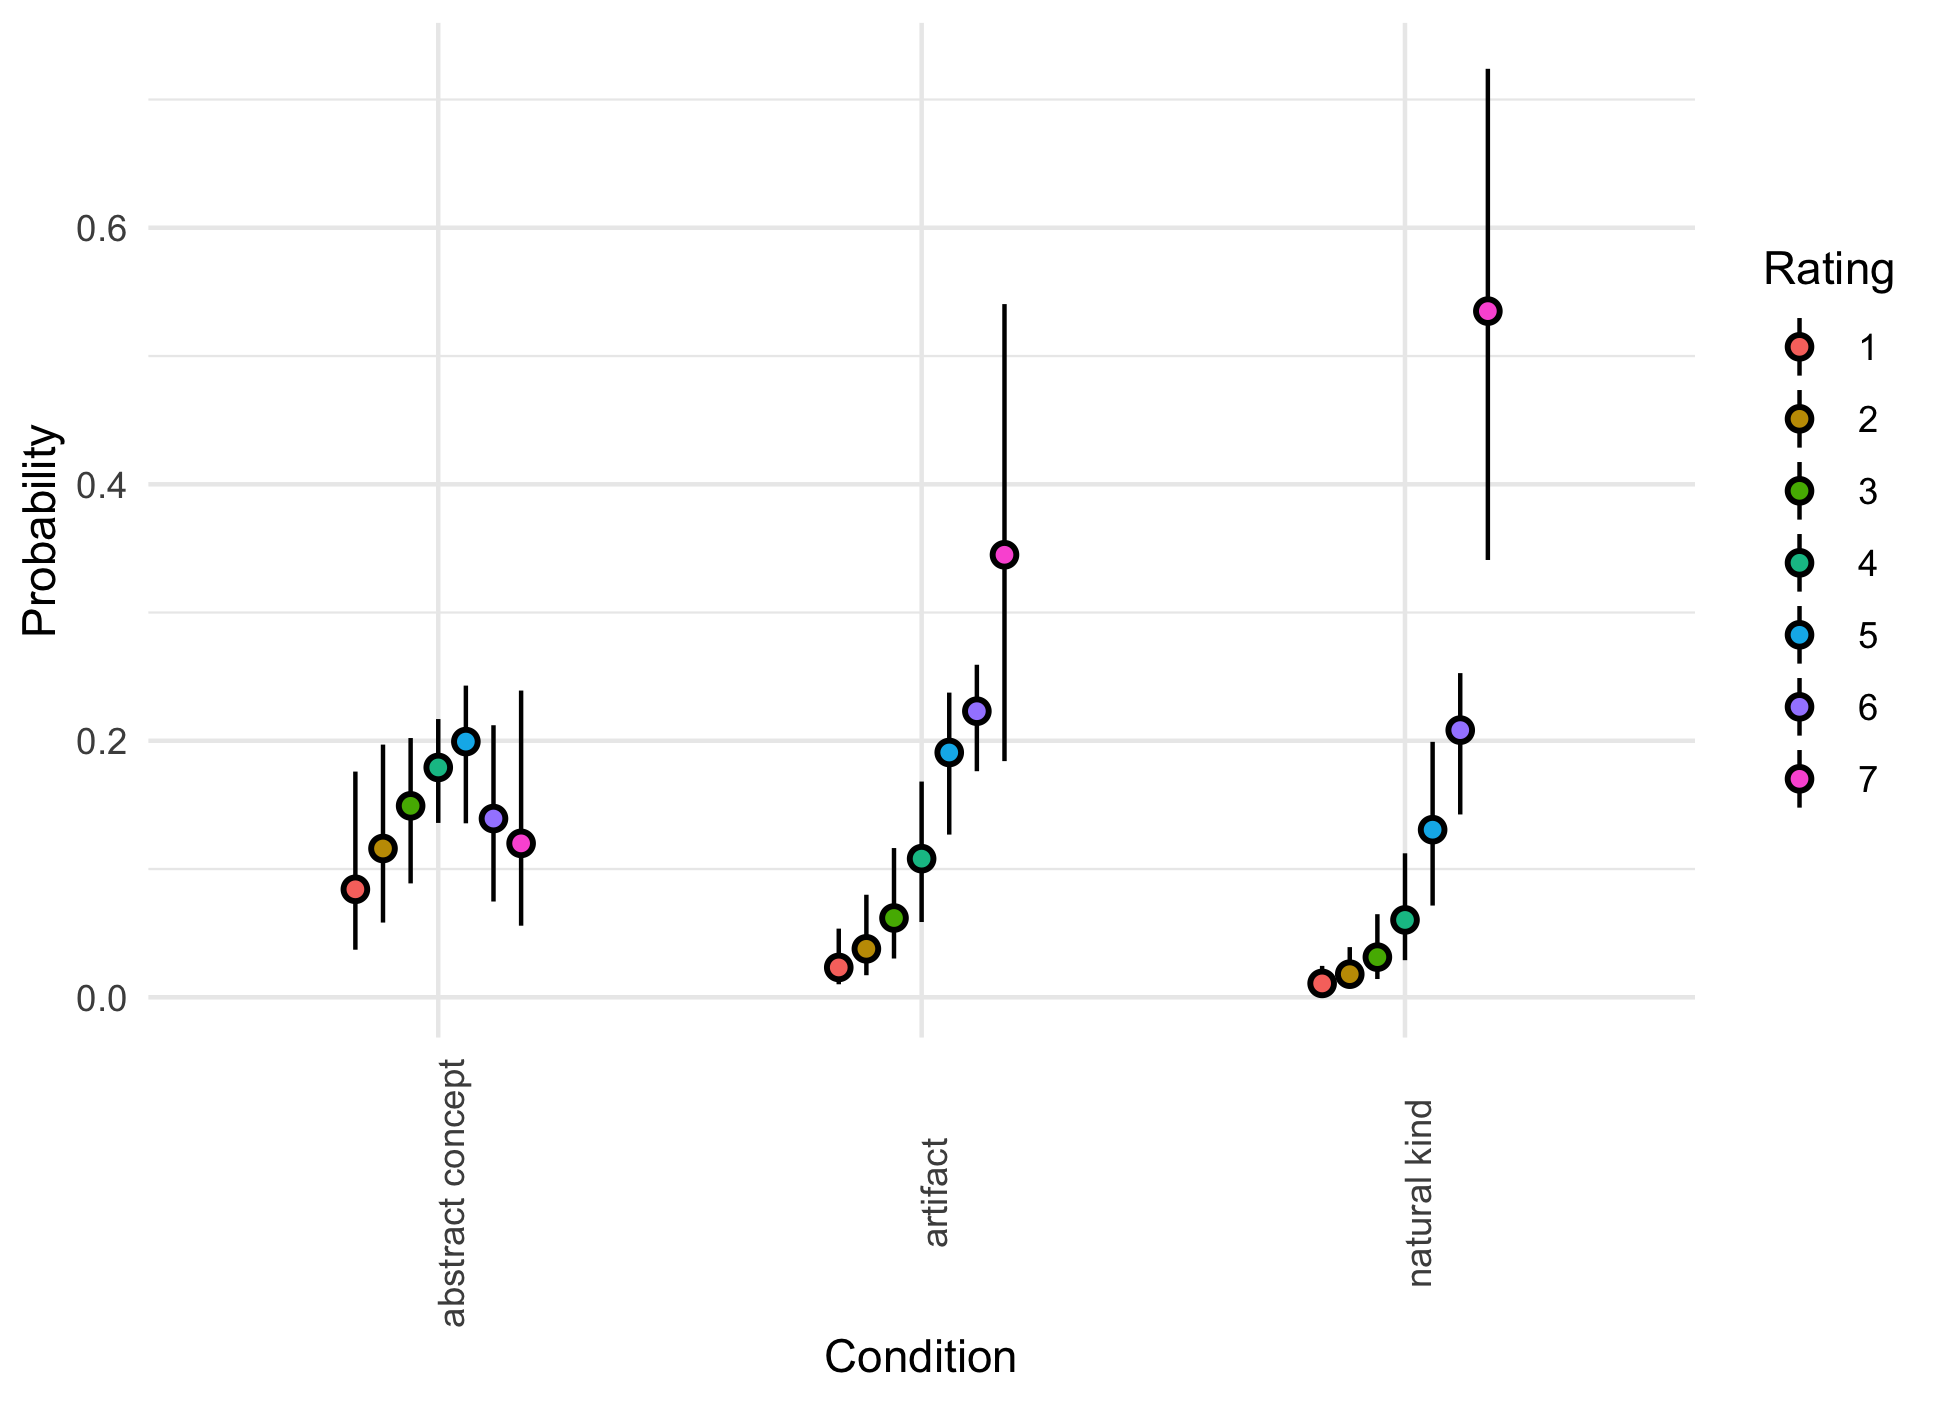 Probability
0.6
0.4
0.2
0.0
abstract concept
artifact
natural kind
Condition
Rating
1
2
3
4
5
6
7